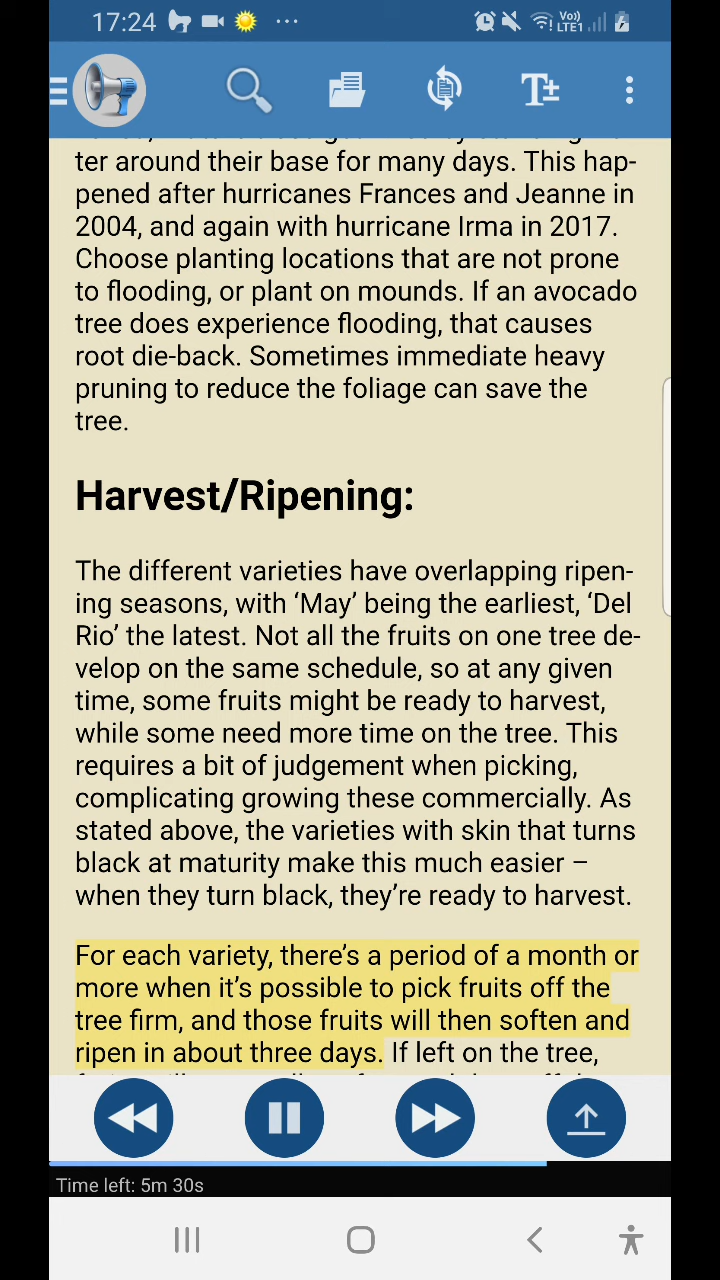 17:24
Vo))
LTE1
T±
ter around their base for many days. This hap-
pened after hurricanes Frances and Jeanne in
2004, and again with hurricane Irma in 2017.
Choose planting locations that are not prone
to flooding, or plant on mounds. If an avocado
tree does experience flooding, that causes
root die-back. Sometimes immediate heavy
pruning to reduce the foliage can save the
tree.
Harvest/Ripening:
The different varieties have overlapping ripen-
ing seasons, with ‘May’ being the earliest, ‘Del
Rio’ the latest. Not all the fruits on one tree de-
velop on the same schedule, so at any given
time, some fruits might be ready to harvest,
while some need more time on the tree. This
requires a bit of judgement when picking,
complicating growing these commercially. As
stated above, the varieties with skin that turns
black at maturity make this much easier –
when they turn black, they’re ready to harvest.
For each variety, there’s a period of a month or
more when it’s possible to pick fruits off the
tree firm, and those fruits will then soften and
ripen in about three days. If left on the tree,
Time left: 5m 30s